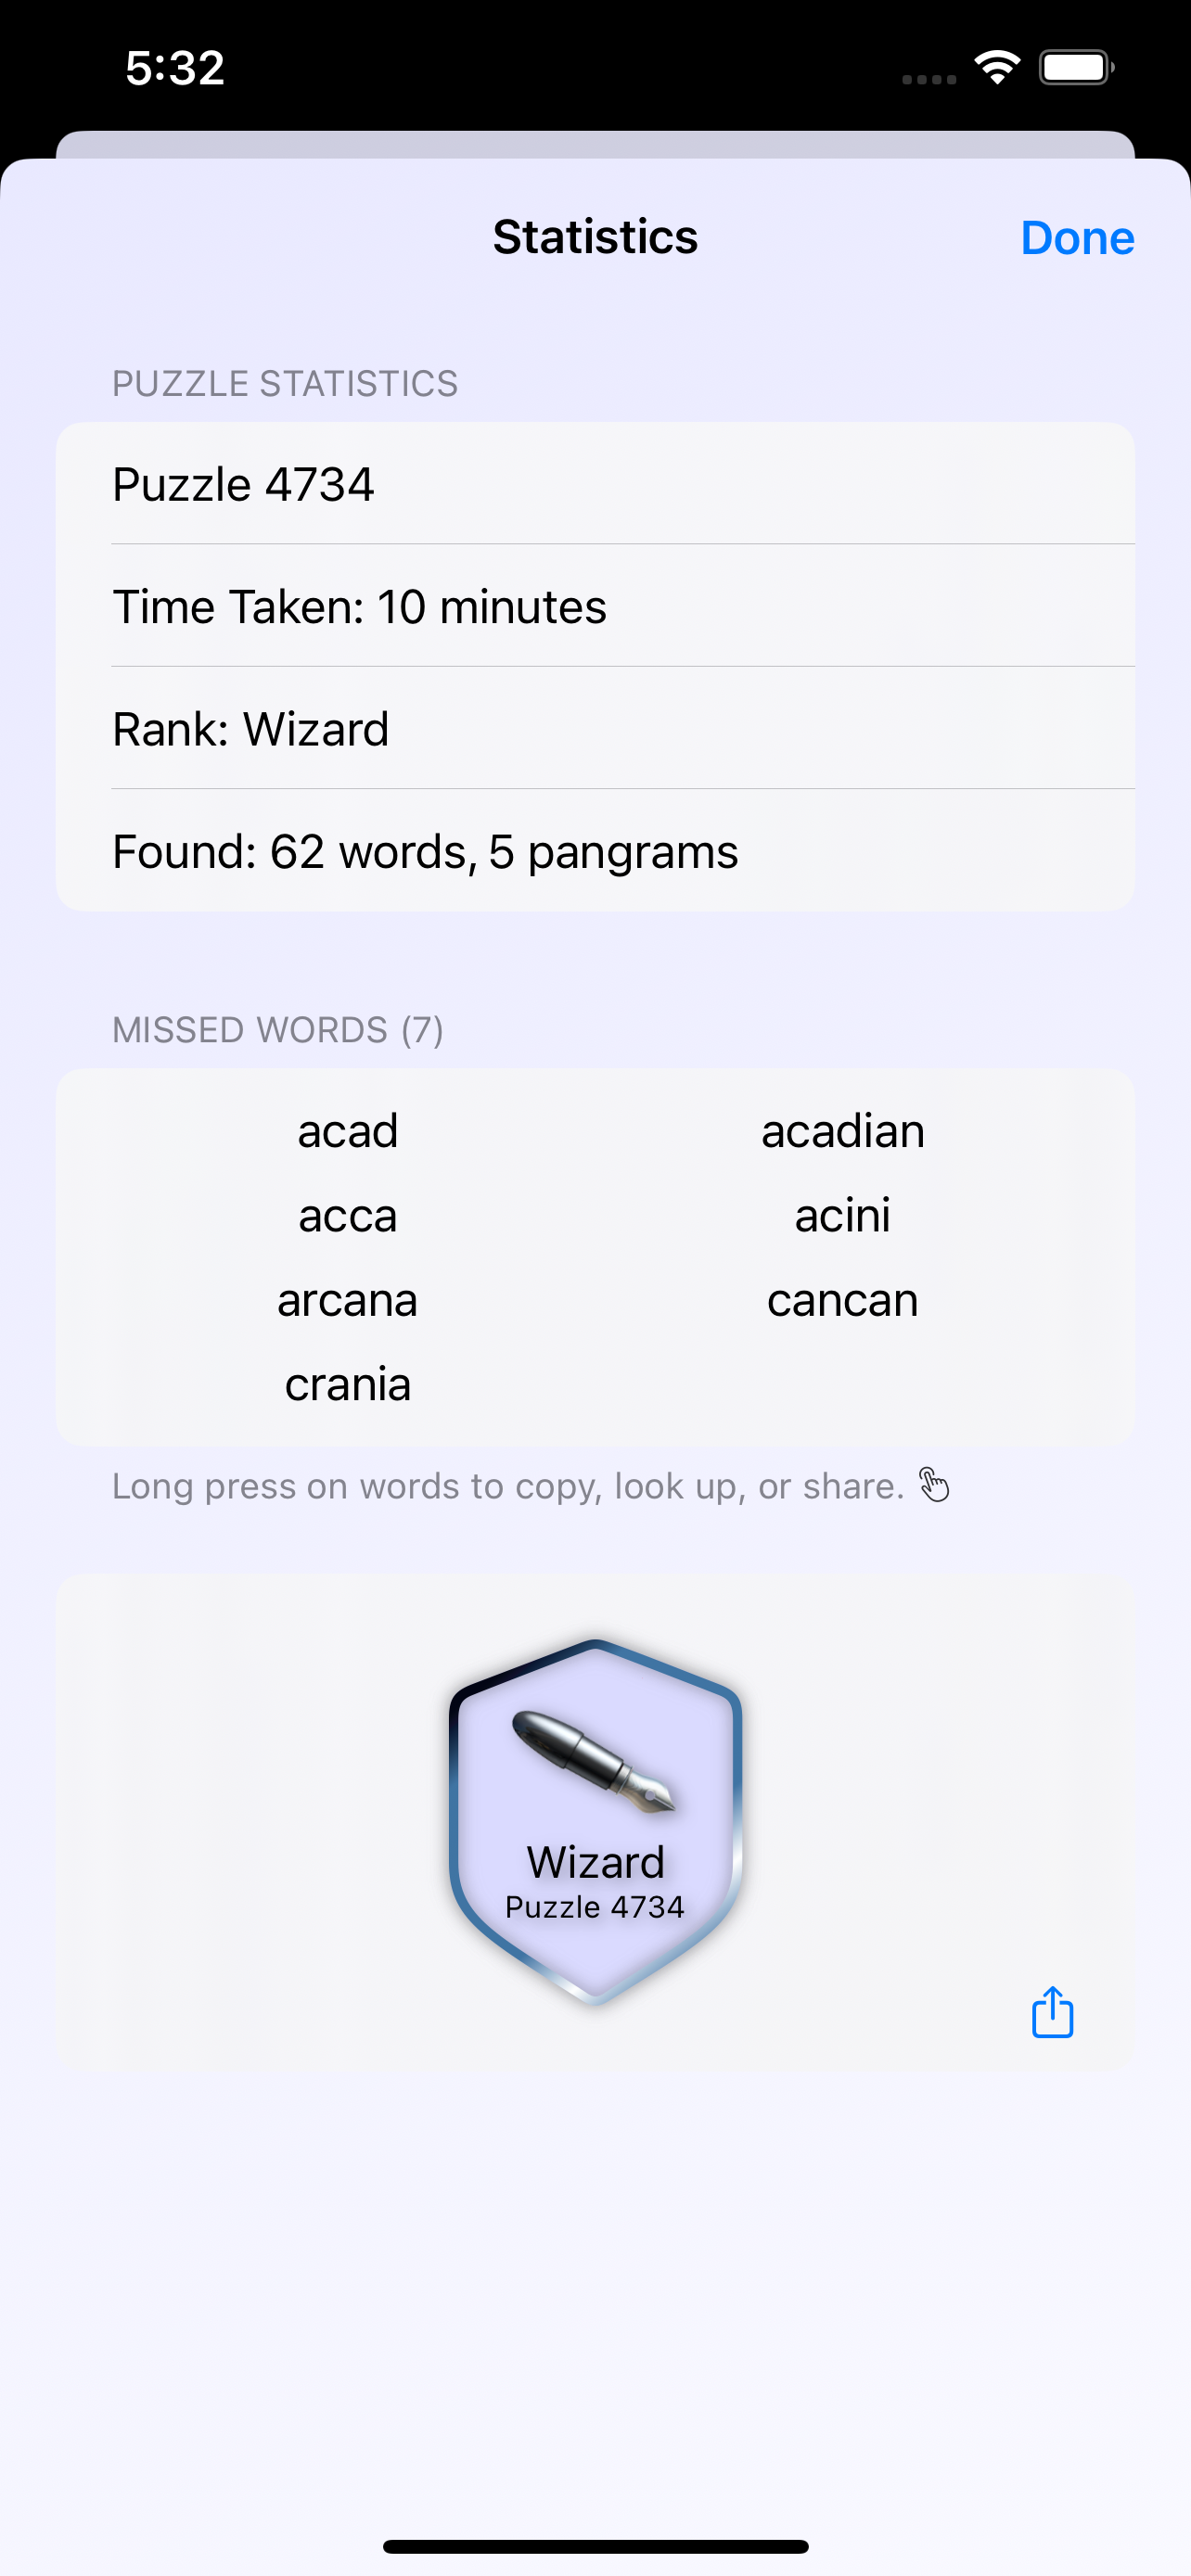 5:32
Statistics
Done
PUZZLE STATISTICS
Puzzle 4734
Time Taken: 10 minutes
Rank: Wizard
Found: 62 words, 5 pangrams
MISSED WORDS (7)
acad
acadian
acca
acini
arcana
cancan
crania
Long press on words to copy, look up, or share.
Wizard
Puzzle 4734